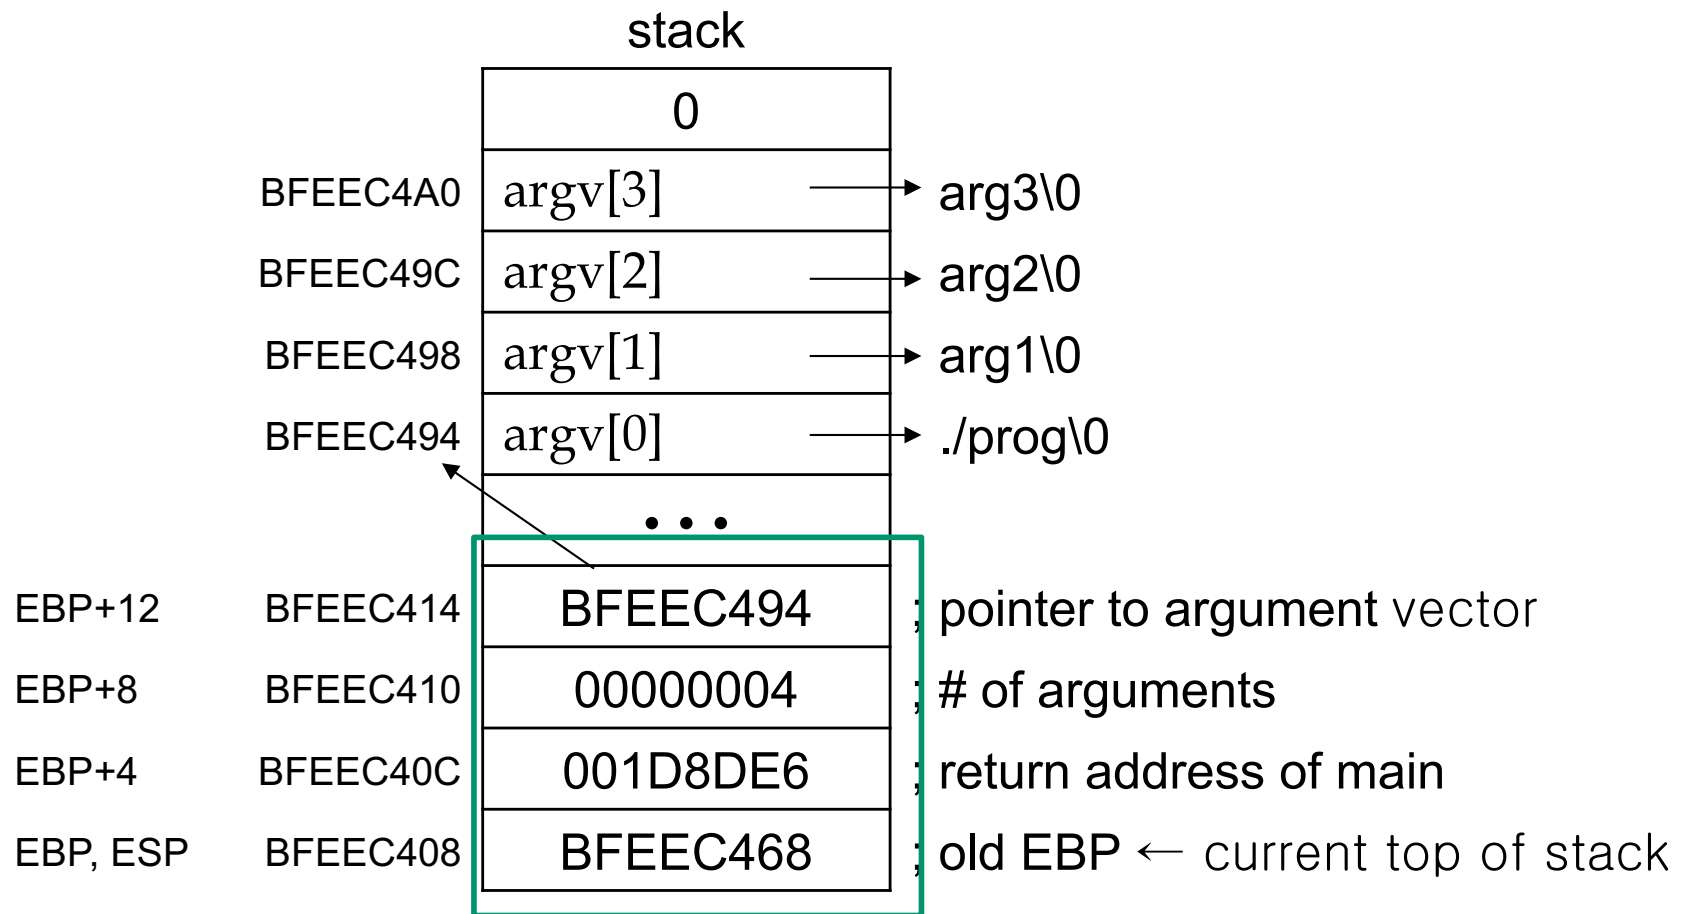 stack
0
BFEEC4A0 argv[3] → arg3\0
BFEEC49C argv[2] → arg2\0
BFEEC498 argv[1] → arg1\0
BFEEC494 argv[0] → ./prog\0
...
EBP+12 BFEEC414 BFEEC494 ; pointer to argument vector
EBP+8 BFEEC410 00000004 ; # of arguments
EBP+4 BFEEC40C 001D8DE6 ; return address of main
EBP, ESP BFEEC408 BFEEC468 ; old EBP ← current top of stack